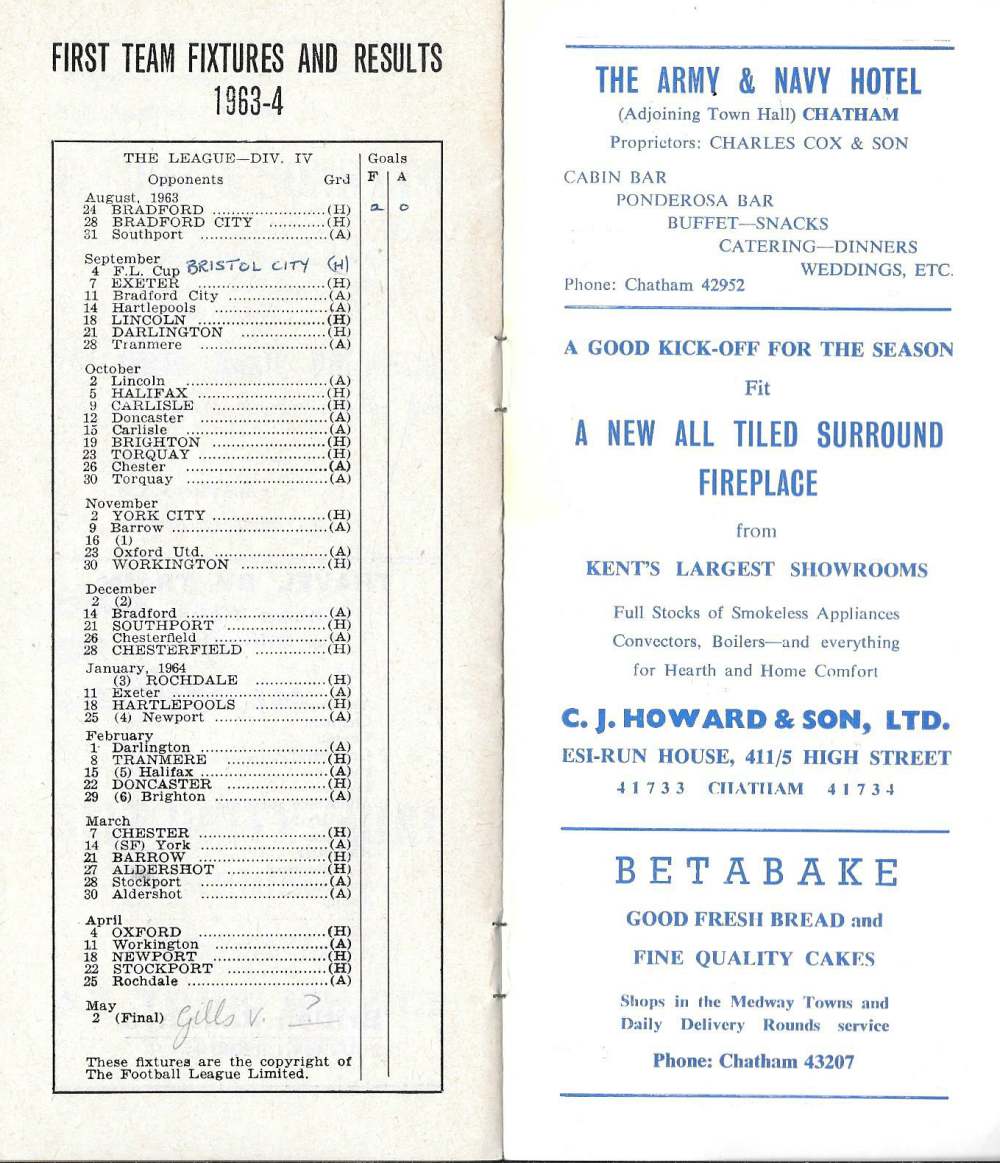 FIRST TEAM FIXTURES AND RESULTS
1963-4
THE LEAGUE—DIV. IV Goals
Opponents Grd F A
August, 1963
24 BRADFORD ........................(H) 2 0
28 BRADFORD CITY ............(H)
31 Southport ...........................(A)
September
4 F.L. Cup BRISTOL CITY (H)
7 EXETER ..............................(H)
11 Bradford City .....................(A)
14 Hartlepools ........................(A)
18 LINCOLN ...........................(H)
21 DARLINGTON ..................(H)
28 Tranmere ...........................(A)
October
2 Lincoln ..............................(A)
5 HALIFAX ...........................(H)
9 CARLISLE ........................(H)
12 Doncaster ...........................(A)
15 Carlisle ..............................(A)
19 BRIGHTON ........................(H)
23 TORQUAY ...........................(H)
26 Chester ..............................(A)
30 Torquay ..............................(A)
November
2 YORK CITY ........................(H)
9 Barrow .................................(A)
16 (1)
23 Oxford Utd. ........................(A)
30 WORKINGTON ..................(H)
December
2 (2)
14 Bradford ..............................(A)
21 SOUTHPORT .....................(H)
26 Chesterfield ........................(A)
28 CHESTERFIELD ...............(H)
January, 1964
(3) ROCHDALE ...............(H)
11 Exeter .................................(A)
18 HARTLEPOOLS ...............(H)
25 (4) Newport ........................(A)
February
1 Darlington ...........................(A)
8 TRANMERE .....................(H)
15 (5) Halifax ...........................(A)
22 DONCASTER .....................(H)
29 (6) Brighton ........................(A)
March
7 CHESTER ...........................(H)
14 (SF) York ...........................(A)
21 BARROW ...........................(H)
27 ALDERSHOT .....................(H)
28 Stockport ...........................(A)
30 Aldershot ...........................(A)
April
4 OXFORD ...........................(H)
11 Workington ........................(A)
18 NEWPORT ........................(H)
22 STOCKPORT .....................(H)
25 Rochdale ..............................(A)
May
2 (Final) Gills v. ?
These fixtures are the copyright of
The Football League Limited.
THE ARMY & NAVY HOTEL
(Adjoining Town Hall) CHATHAM
Proprietors: CHARLES COX & SON
CABIN BAR
PONDEROSA BAR
BUFFET—SNACKS
CATERING—DINNERS
WEDDINGS, ETC.
Phone: Chatham 42952
A GOOD KICK-OFF FOR THE SEASON
Fit
A NEW ALL TILED SURROUND
FIREPLACE
from
KENT'S LARGEST SHOWROOMS
Full Stocks of Smokeless Appliances
Convectors, Boilers—and everything
for Hearth and Home Comfort
C. J. HOWARD & SON, LTD.
ESI-RUN HOUSE, 411/5 HIGH STREET
41733 CHATHAM 41734
BETABAKE
GOOD FRESH BREAD and
FINE QUALITY CAKES
Shops in the Medway Towns and
Daily Delivery Rounds service
Phone: Chatham 43207